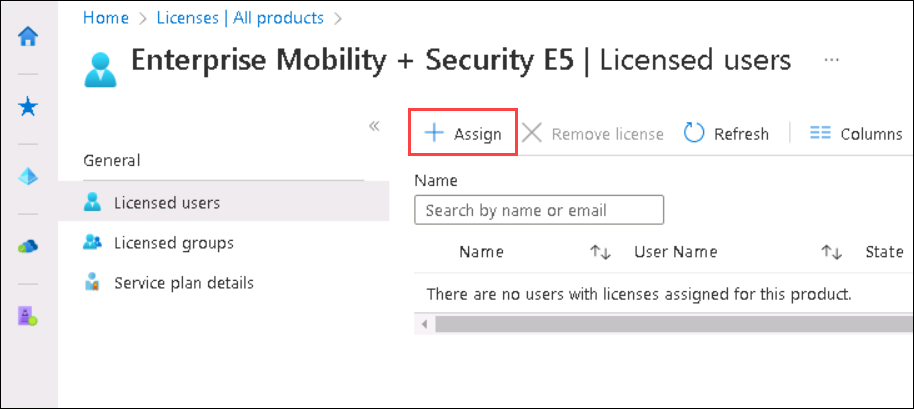 Home > Licenses | All products >
Enterprise Mobility + Security E5 | Licensed users ...
«
+ Assign Remove license Refresh Columns
General
Name
Licensed users
Search by name or email
Licensed groups
Name ↑↓ User Name ↑↓ State
Service plan details
There are no users with licenses assigned for this product.